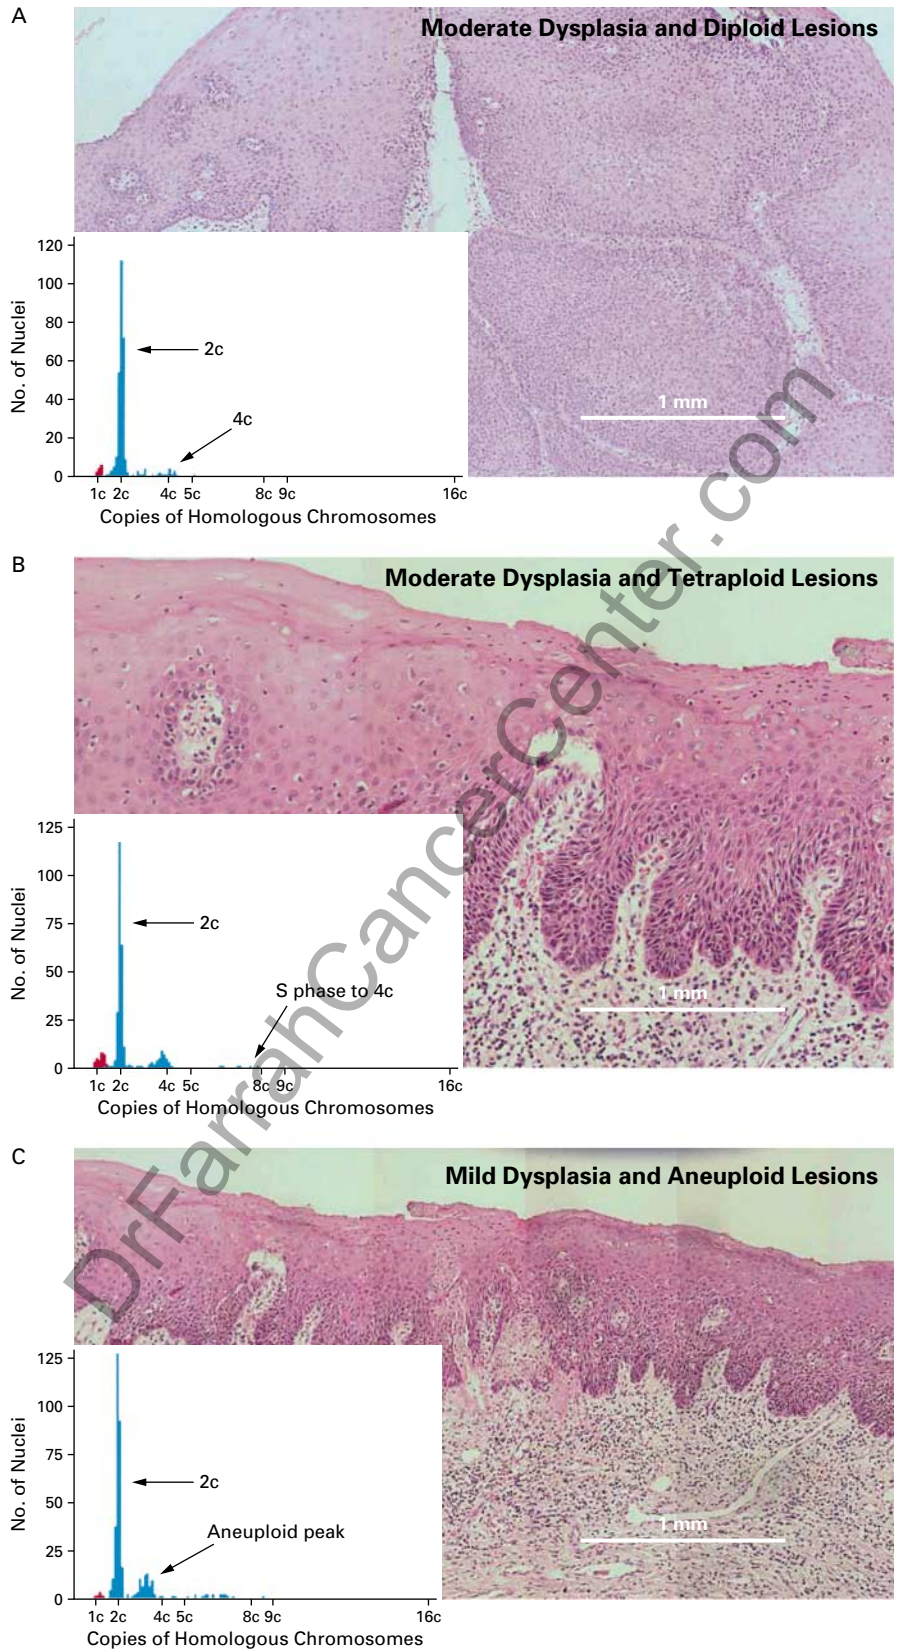 A
Moderate Dysplasia and Diploid Lesions
120
100
80
60
40
20
0
No. of Nuclei
2c
4c
1c 2c 4c 5c 8c 9c 16c
Copies of Homologous Chromosomes
1 mm
B
Moderate Dysplasia and Tetraploid Lesions
125
100
75
50
25
0
No. of Nuclei
2c
S phase to 4c
1c 2c 4c 5c 8c 9c 16c
Copies of Homologous Chromosomes
1 mm
C
Mild Dysplasia and Aneuploid Lesions
125
100
75
50
25
0
No. of Nuclei
2c
Aneuploid peak
1c 2c 4c 5c 8c 9c 16c
Copies of Homologous Chromosomes
1 mm
DrFarrahCancerCenter.com